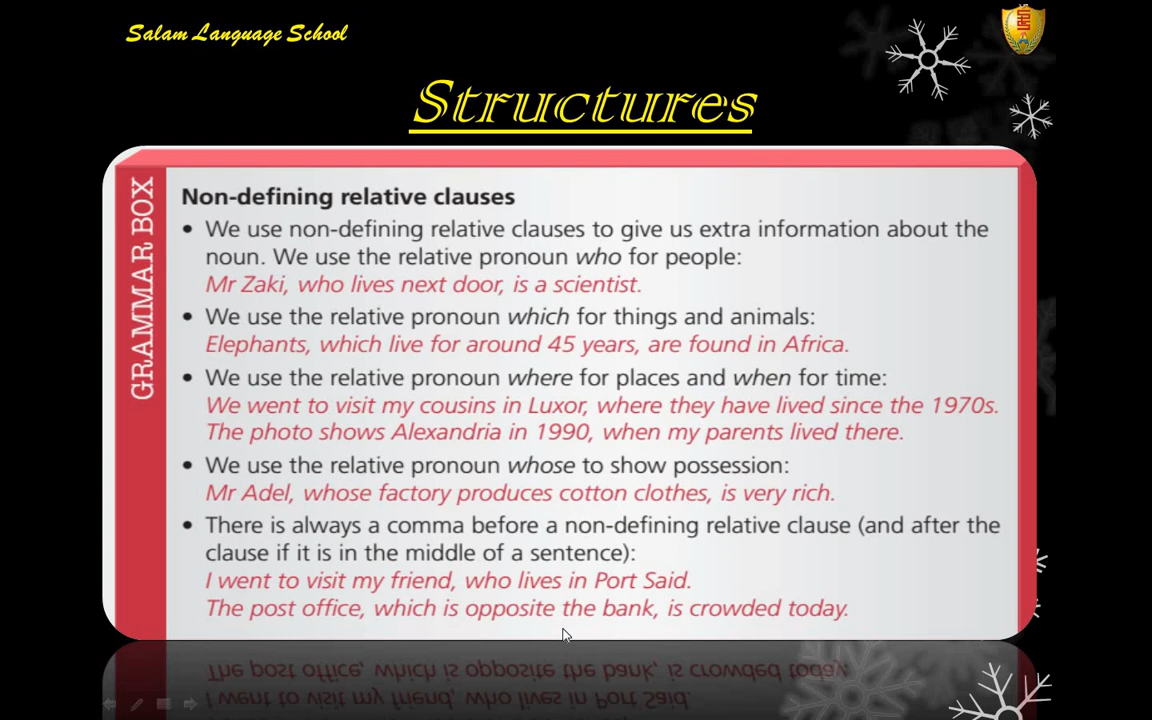 Salam Language School
Structures
GRAMMAR BOX
Non-defining relative clauses
• We use non-defining relative clauses to give us extra information about the
noun. We use the relative pronoun who for people:
Mr Zaki, who lives next door, is a scientist.
• We use the relative pronoun which for things and animals:
Elephants, which live for around 45 years, are found in Africa.
• We use the relative pronoun where for places and when for time:
We went to visit my cousins in Luxor, where they have lived since the 1970s.
The photo shows Alexandria in 1990, when my parents lived there.
• We use the relative pronoun whose to show possession:
Mr Adel, whose factory produces cotton clothes, is very rich.
• There is always a comma before a non-defining relative clause (and after the
clause if it is in the middle of a sentence):
I went to visit my friend, who lives in Port Said.
The post office, which is opposite the bank, is crowded today.